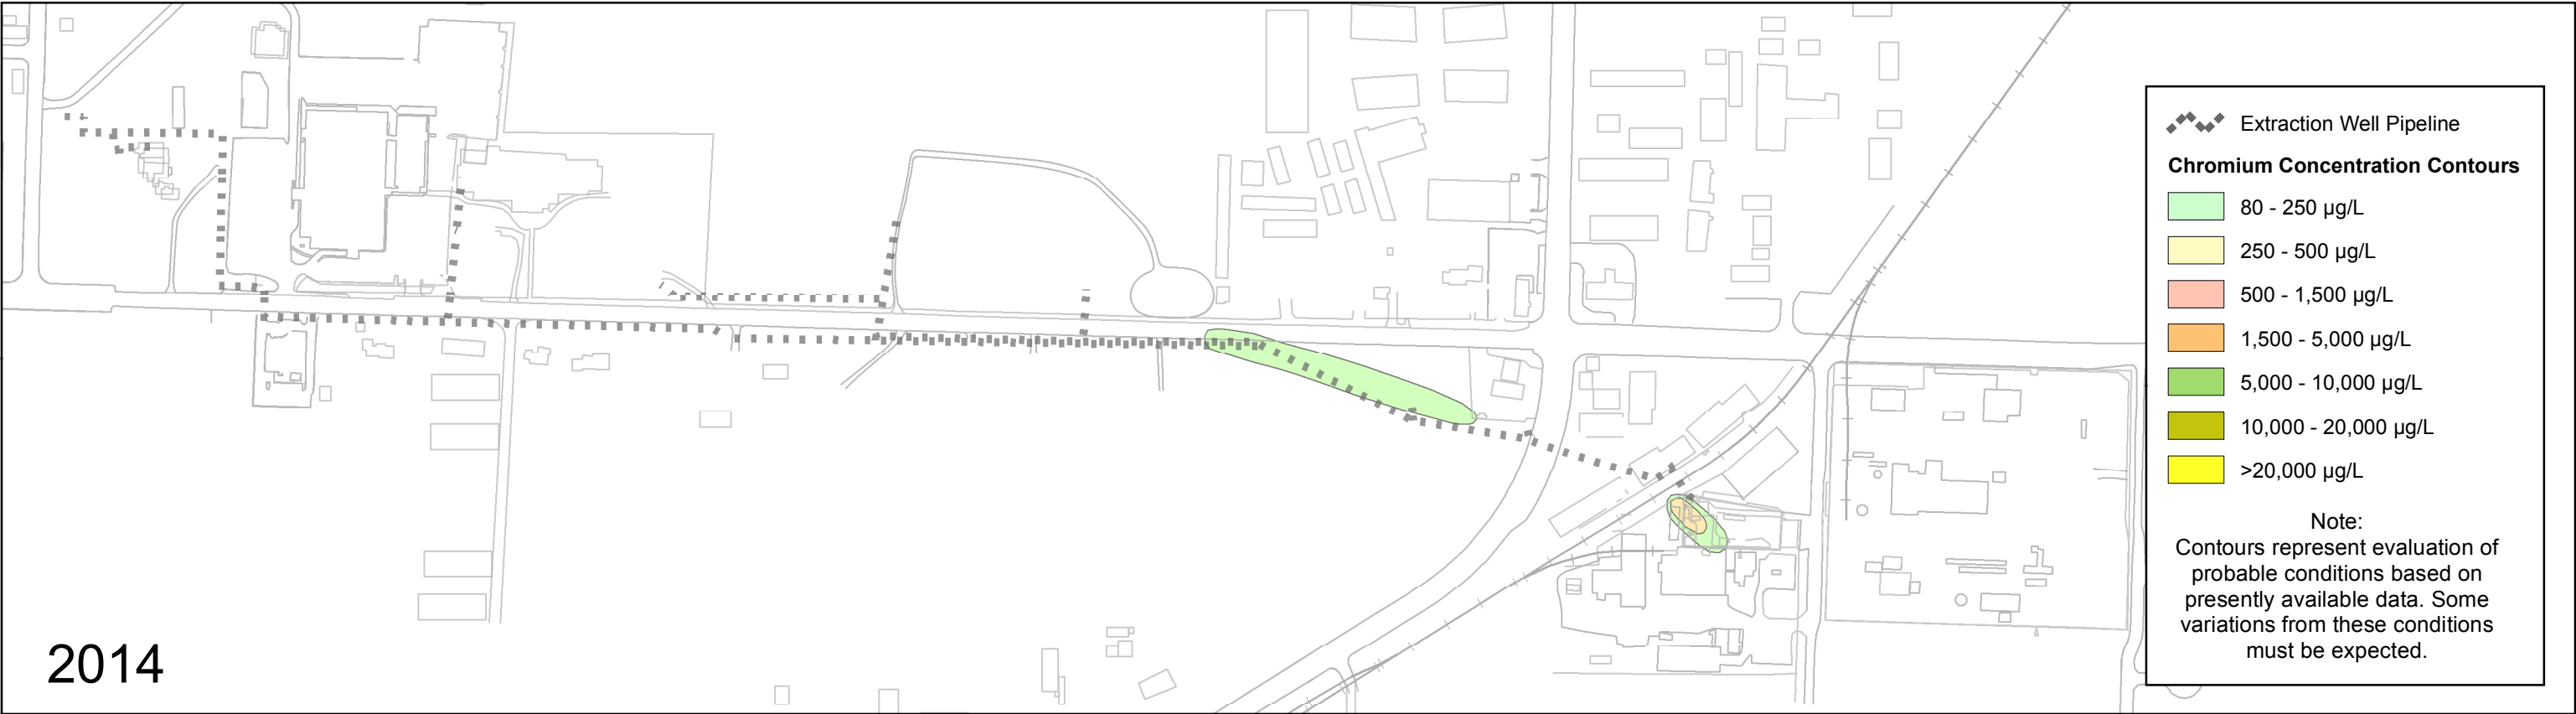 Extraction Well Pipeline
Chromium Concentration Contours
80 - 250 µg/L
250 - 500 µg/L
500 - 1,500 µg/L
1,500 - 5,000 µg/L
5,000 - 10,000 µg/L
10,000 - 20,000 µg/L
>20,000 µg/L
Note:
Contours represent evaluation of
probable conditions based on
presently available data. Some
variations from these conditions
must be expected.
2014